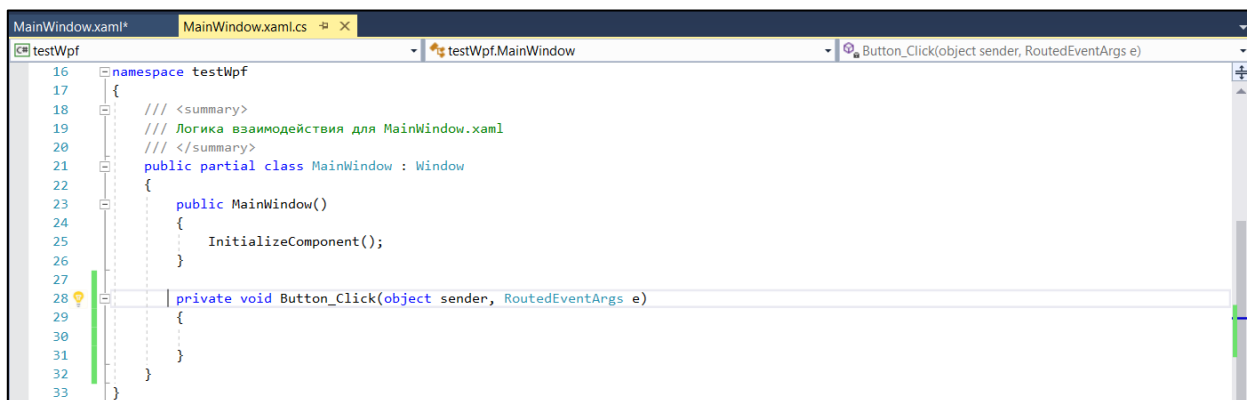 MainWindow.xaml* MainWindow.xaml.cs
C# testWpf testWpf.MainWindow Button_Click(object sender, RoutedEventArgs e)
16 namespace testWpf
17 {
18 /// <summary>
19 /// Логика взаимодействия для MainWindow.xaml
20 /// </summary>
21 public partial class MainWindow : Window
22 {
23 public MainWindow()
24 {
25 InitializeComponent();
26 }
27
28 private void Button_Click(object sender, RoutedEventArgs e)
29 {
30
31 }
32 }
33 }